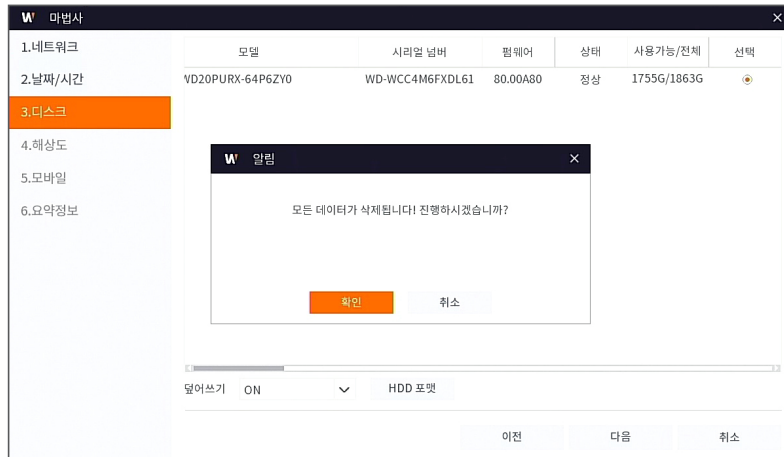 W 마법사
1.네트워크
2.날짜/시간
3.디스크
4.해상도
5.모바일
6.요약정보
모델 시리얼 넘버 펌웨어 상태 사용가능/전체 선택
WD20PURX-64P6ZY0 WD-WCC4M6FXDL61 80.00A80 정상 1755G/1863G
W 알림
모든 데이터가 삭제됩니다! 진행하시겠습니까?
확인 취소
덮어쓰기 ON HDD 포맷
이전 다음 취소